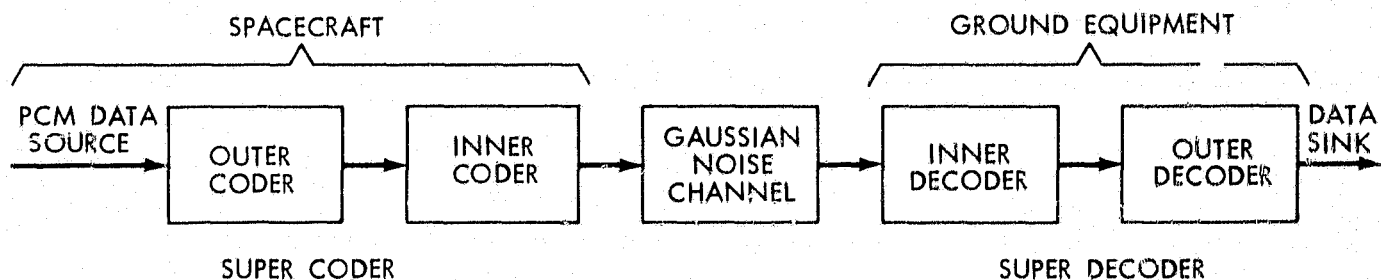 SPACECRAFT
GROUND EQUIPMENT
PCM DATA
SOURCE
OUTER
CODER
INNER
CODER
GAUSSIAN
NOISE
CHANNEL
INNER
DECODER
OUTER
DECODER
DATA
SINK
SUPER CODER
SUPER DECODER